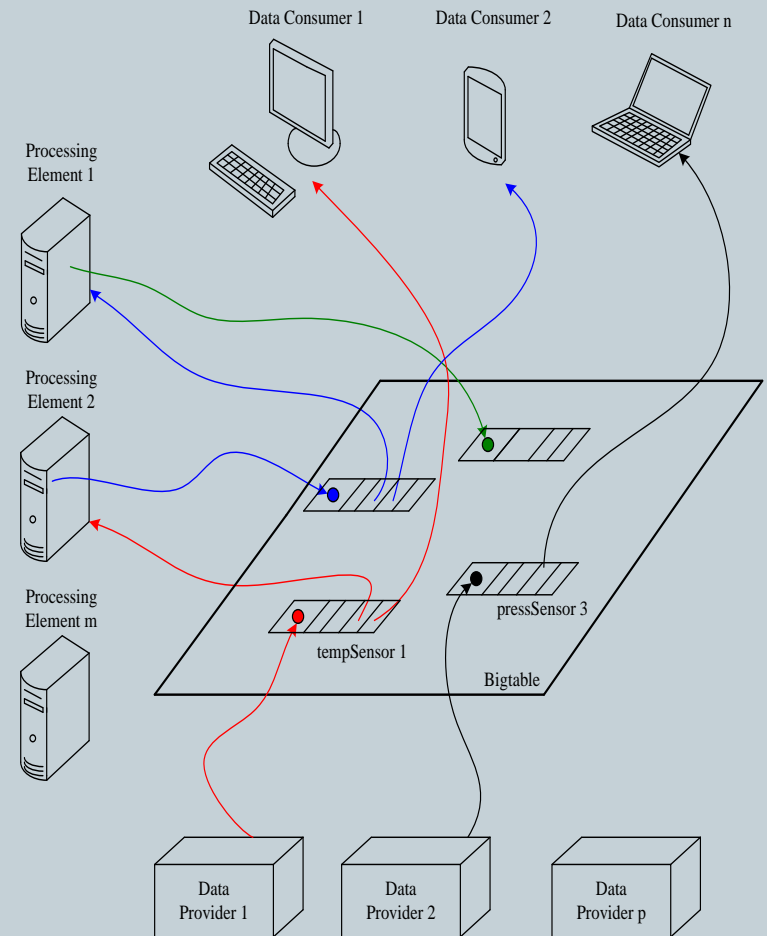 Data Consumer 1
Data Consumer 2
Data Consumer n
Processing
Element 1
Processing
Element 2
Processing
Element m
pressSensor 3
tempSensor 1
Bigtable
Data
Provider 1
Data
Provider 2
Data
Provider p